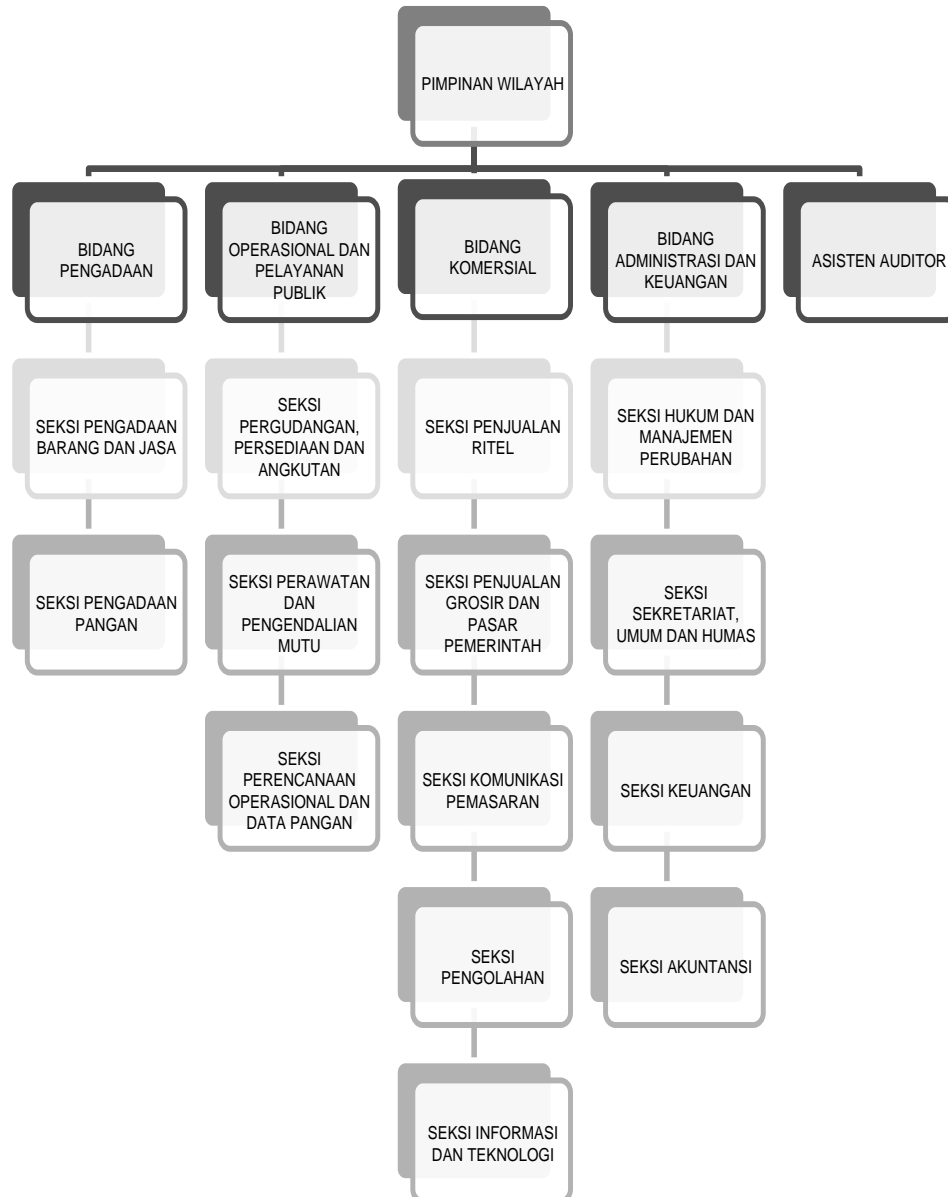 PIMPINAN WILAYAH
BIDANG
PENGADAAN
BIDANG
OPERASIONAL DAN
PELAYANAN
PUBLIK
BIDANG
KOMERSIAL
BIDANG
ADMINISTRASI DAN
KEUANGAN
ASISTEN AUDITOR
SEKSI PENGADAAN
BARANG DAN JASA
SEKSI
PERGUDANGAN,
PERSEDIAAN DAN
ANGKUTAN
SEKSI PENJUALAN
RITEL
SEKSI HUKUM DAN
MANAJEMEN
PERUBAHAN
SEKSI PENGADAAN
PANGAN
SEKSI PERAWATAN
DAN
PENGENDALIAN
MUTU
SEKSI PENJUALAN
GROSIR DAN
PASAR
PEMERINTAH
SEKSI
SEKRETARIAT,
UMUM DAN HUMAS
SEKSI
PERENCANAAN
OPERASIONAL DAN
DATA PANGAN
SEKSI KOMUNIKASI
PEMASARAN
SEKSI KEUANGAN
SEKSI
PENGOLAHAN
SEKSI AKUNTANSI
SEKSI INFORMASI
DAN TEKNOLOGI